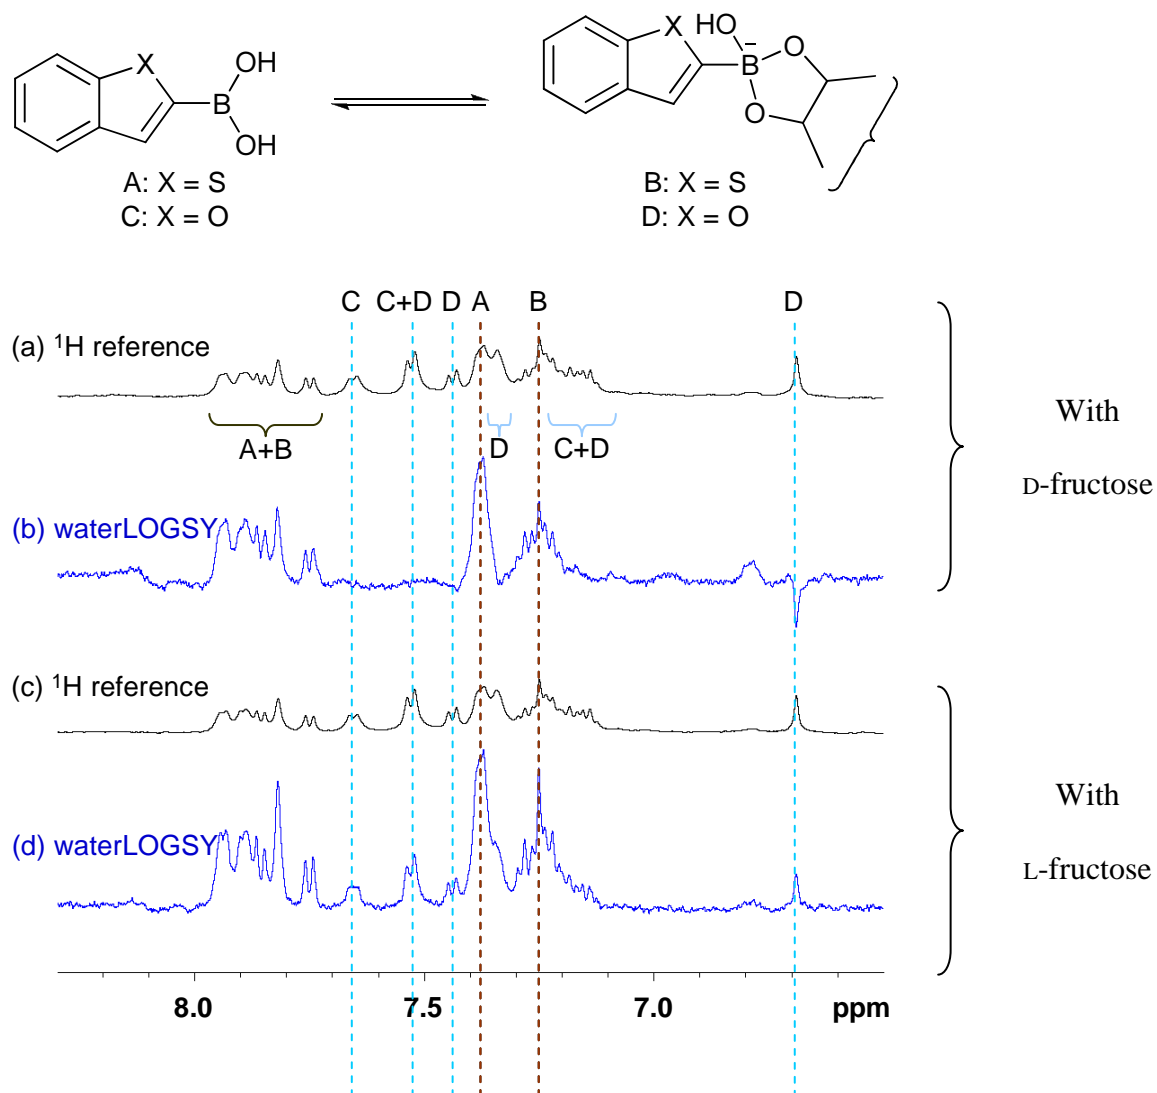 X
OH
B
OH
A: X = S
C: X = O
X
HO
–
B
O
O
B: X = S
D: X = O
C C+D D A B D
(a) ¹H reference
A+B
D
C+D
With
D-fructose
(b) waterLOGSY
(c) ¹H reference
With
L-fructose
(d) waterLOGSY
8.0 7.5 7.0 ppm